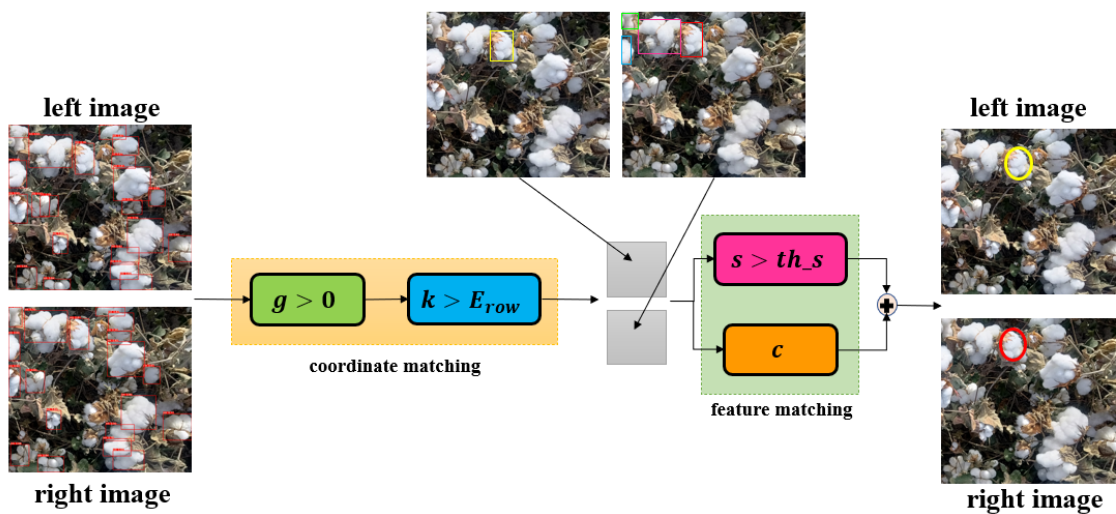 left image
right image
g > 0
k > E_row
coordinate matching
s > th_s
c
feature matching
left image
right image